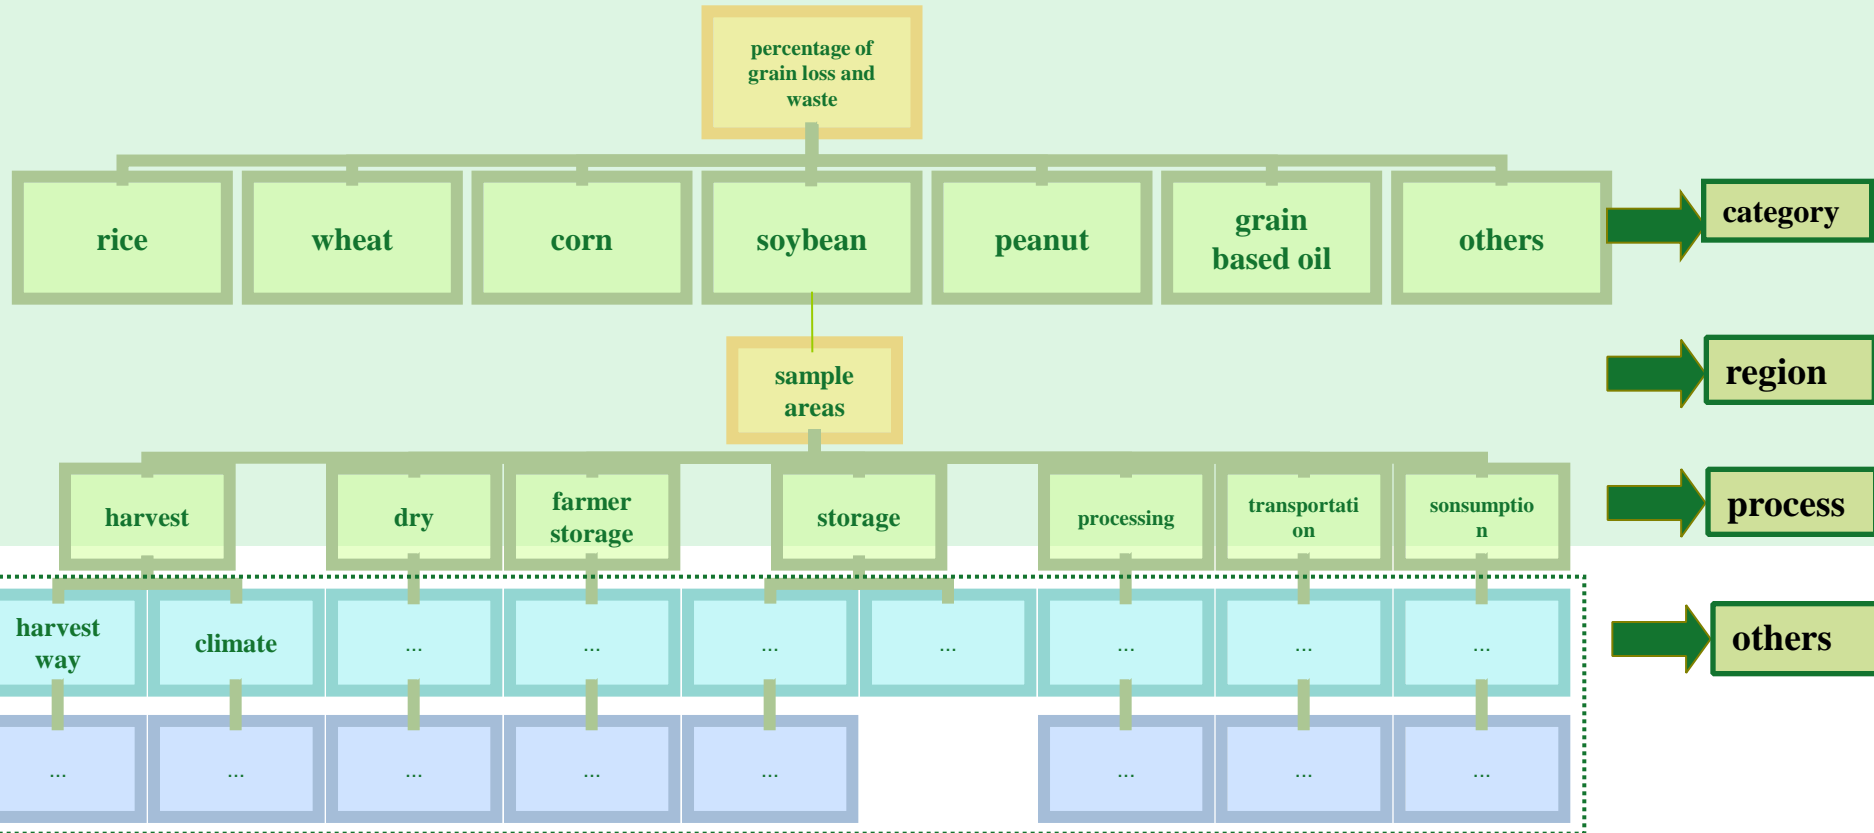 percentage of
grain loss and
waste
rice
wheat
corn
soybean
peanut
grain
based oil
others
category
sample
areas
region
harvest
dry
farmer
storage
storage
processing
transportati
on
sonsumptio
n
process
harvest
way
climate
...
...
...
...
...
...
...
others
...
...
...
...
...
...
...
...